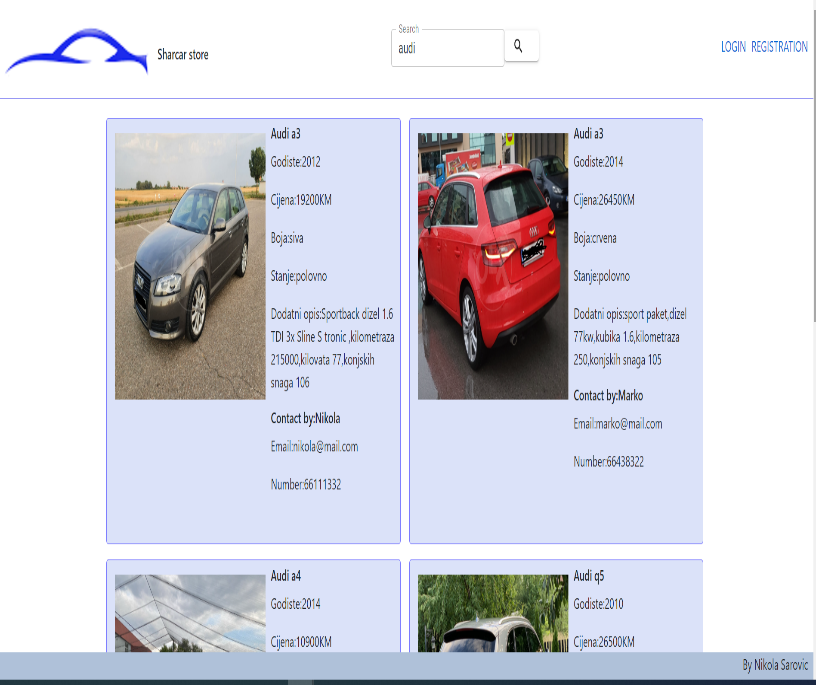 Sharcar store
Search
audi
LOGIN REGISTRATION
Audi a3
Godiste:2012
Cijena:19200KM
Boja:siva
Stanje:polovno
Dodatni opis:Sportback dizel 1.6
TDI 3x Sline S tronic ,kilometraza
215000,kilovata 77,konjskih
snaga 106
Contact by:Nikola
Email:nikola@mail.com
Number:66111332
Audi a3
Godiste:2014
Cijena:26450KM
Boja:crvena
Stanje:polovno
Dodatni opis:sport paket,dizel
77kw,kubika 1.6,kilometraza
250,konjskih snaga 105
Contact by:Marko
Email:marko@mail.com
Number:66438322
Audi a4
Godiste:2014
Cijena:10900KM
Audi q5
Godiste:2010
Cijena:26500KM
By Nikola Sarovic